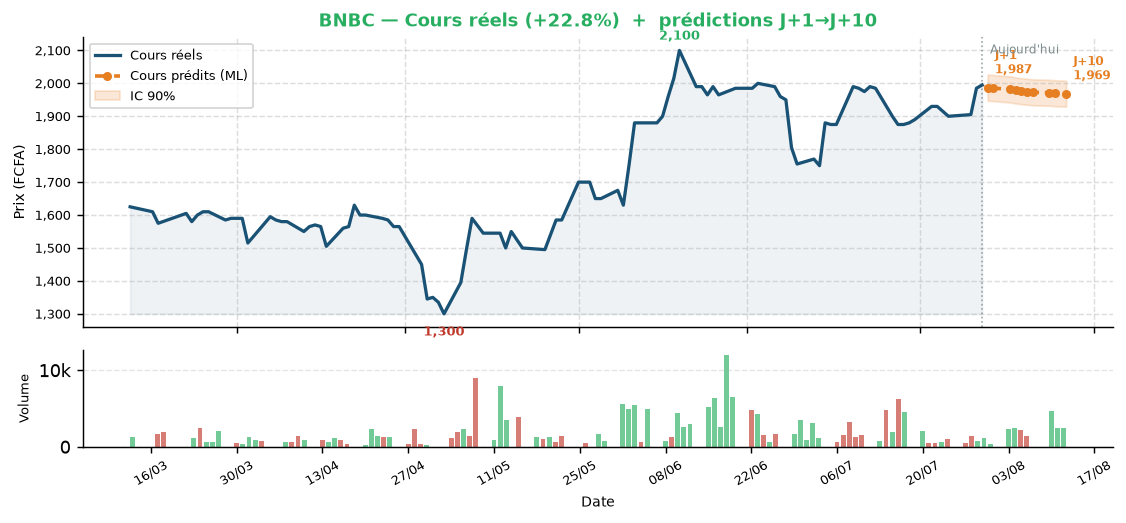 BNBC — Cours réels (+22.8%)  +  prédictions J+1→J+10
2,100
Aujourd'hui
J+1
1,987
J+10
1,969
Cours réels
Cours prédits (ML)
IC 90%
Prix (FCFA)
2,100
2,000
1,900
1,800
1,700
1,600
1,500
1,400
1,300
1,300
Volume
10k
0
16/03
30/03
13/04
27/04
11/05
25/05
08/06
22/06
06/07
20/07
03/08
17/08
Date